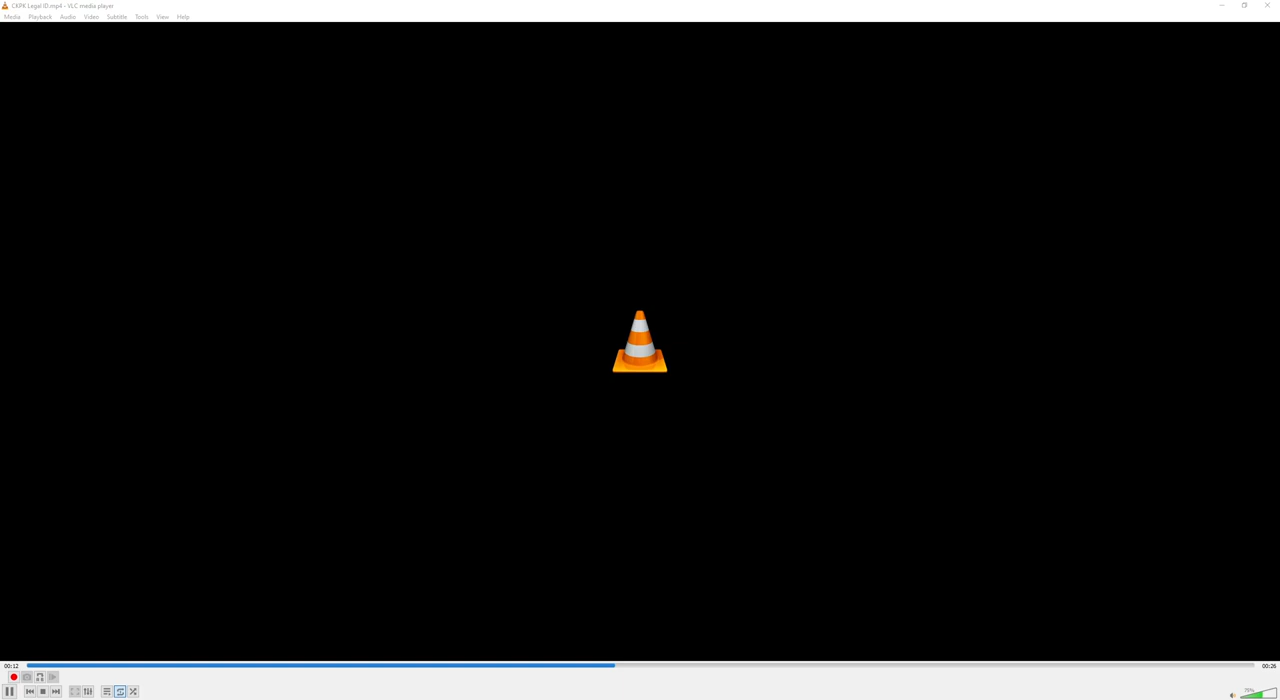 CKPK Legal ID.mp4 - VLC media player
Media Playback Audio Video Subtitle Tools View Help
00:12 00:26